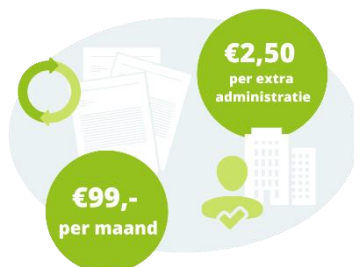 €2,50
per extra
administratie
€99,-
per maand